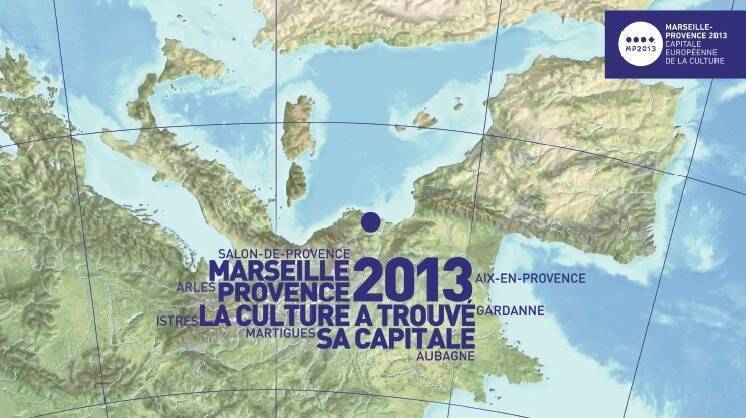 MARSEILLE-
PROVENCE 2013
CAPITALE
EUROPÉENNE
DE LA CULTURE
MP2013
SALON-DE-PROVENCE
MARSEILLE
2013
AIX-EN-PROVENCE
ARLES
PROVENCE
GARDANNE
ISTRES
LA CULTURE A TROUVÉ
MARTIGUES
SA CAPITALE
AUBAGNE